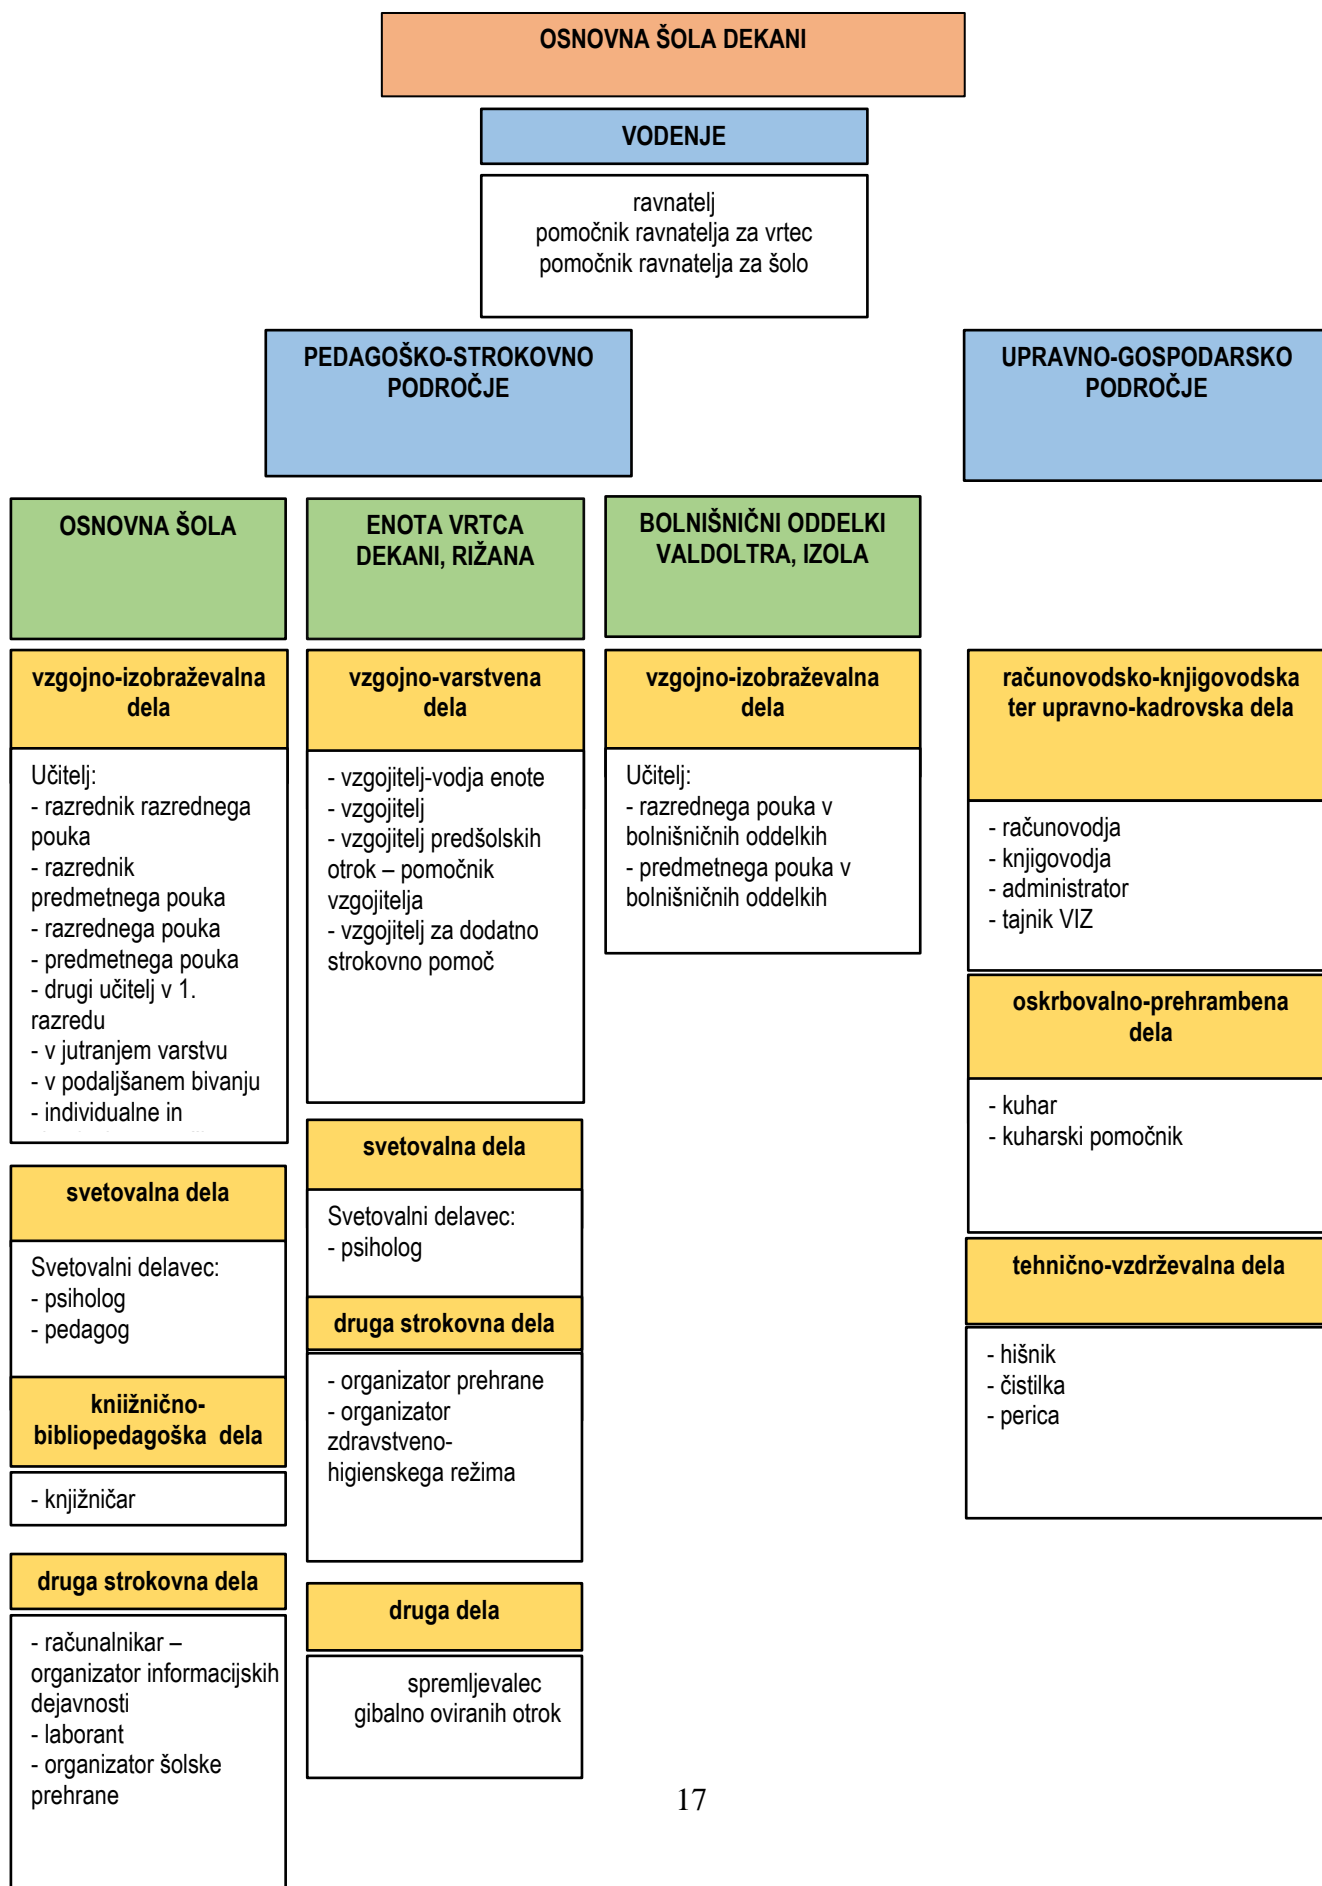 OSNOVNA ŠOLA DEKANI
VODENJE
ravnatelj
pomočnik ravnatelja za vrtec
pomočnik ravnatelja za šolo
PEDAGOŠKO-STROKOVNO
PODROČJE
UPRAVNO-GOSPODARSKO
PODROČJE
OSNOVNA ŠOLA
vzgojno-izobraževalna
dela
Učitelj:
- razrednik razrednega
pouka
- razrednik
predmetnega pouka
- razrednega pouka
- predmetnega pouka
- drugi učitelj v 1.
razredu
- v jutranjem varstvu
- v podaljšanem bivanju
- individualne in
svetovalna dela
Svetovalni delavec:
- psiholog
- pedagog
kniižnično-
bibliopedagoška dela
- knjižničar
druga strokovna dela
- računalnikar –
organizator informacijskih
dejavnosti
- laborant
- organizator šolske
prehrane
ENOTA VRTCA
DEKANI, RIŽANA
vzgojno-varstvena
dela
- vzgojitelj-vodja enote
- vzgojitelj
- vzgojitelj predšolskih
otrok – pomočnik
vzgojitelja
- vzgojitelj za dodatno
strokovno pomoč
svetovalna dela
Svetovalni delavec:
- psiholog
druga strokovna dela
- organizator prehrane
- organizator
zdravstveno-
higienskega režima
druga dela
spremljevalec
gibalno oviranih otrok
BOLNIŠNIČNI ODDELKI
VALDOLTRA, IZOLA
vzgojno-izobraževalna
dela
Učitelj:
- razrednega pouka v
bolnišničnih oddelkih
- predmetnega pouka v
bolnišničnih oddelkih
računovodsko-knjigovodska
ter upravno-kadrovska dela
- računovodja
- knjigovodja
- administrator
- tajnik VIZ
oskrbovalno-prehrambena
dela
- kuhar
- kuharski pomočnik
tehnično-vzdrževalna dela
- hišnik
- čistilka
- perica
17